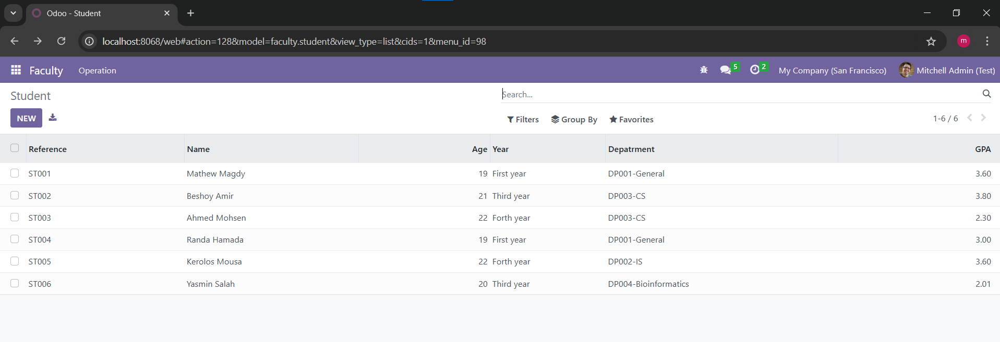 Odoo - Student
localhost:8068/web#action=128&model=faculty.student&view_type=list&cids=1&menu_id=98
m
Faculty Operation 5 2 My Company (San Francisco) Mitchell Admin (Test)
Student Search...
NEW Filters Group By Favorites 1-6 / 6
Reference Name Age Year Depatrment GPA
ST001 Mathew Magdy 19 First year DP001-General 3.60
ST002 Beshoy Amir 21 Third year DP003-CS 3.80
ST003 Ahmed Mohsen 22 Forth year DP003-CS 2.30
ST004 Randa Hamada 19 First year DP001-General 3.00
ST005 Kerolos Mousa 22 Forth year DP002-IS 3.60
ST006 Yasmin Salah 20 Third year DP004-Bioinformatics 2.01